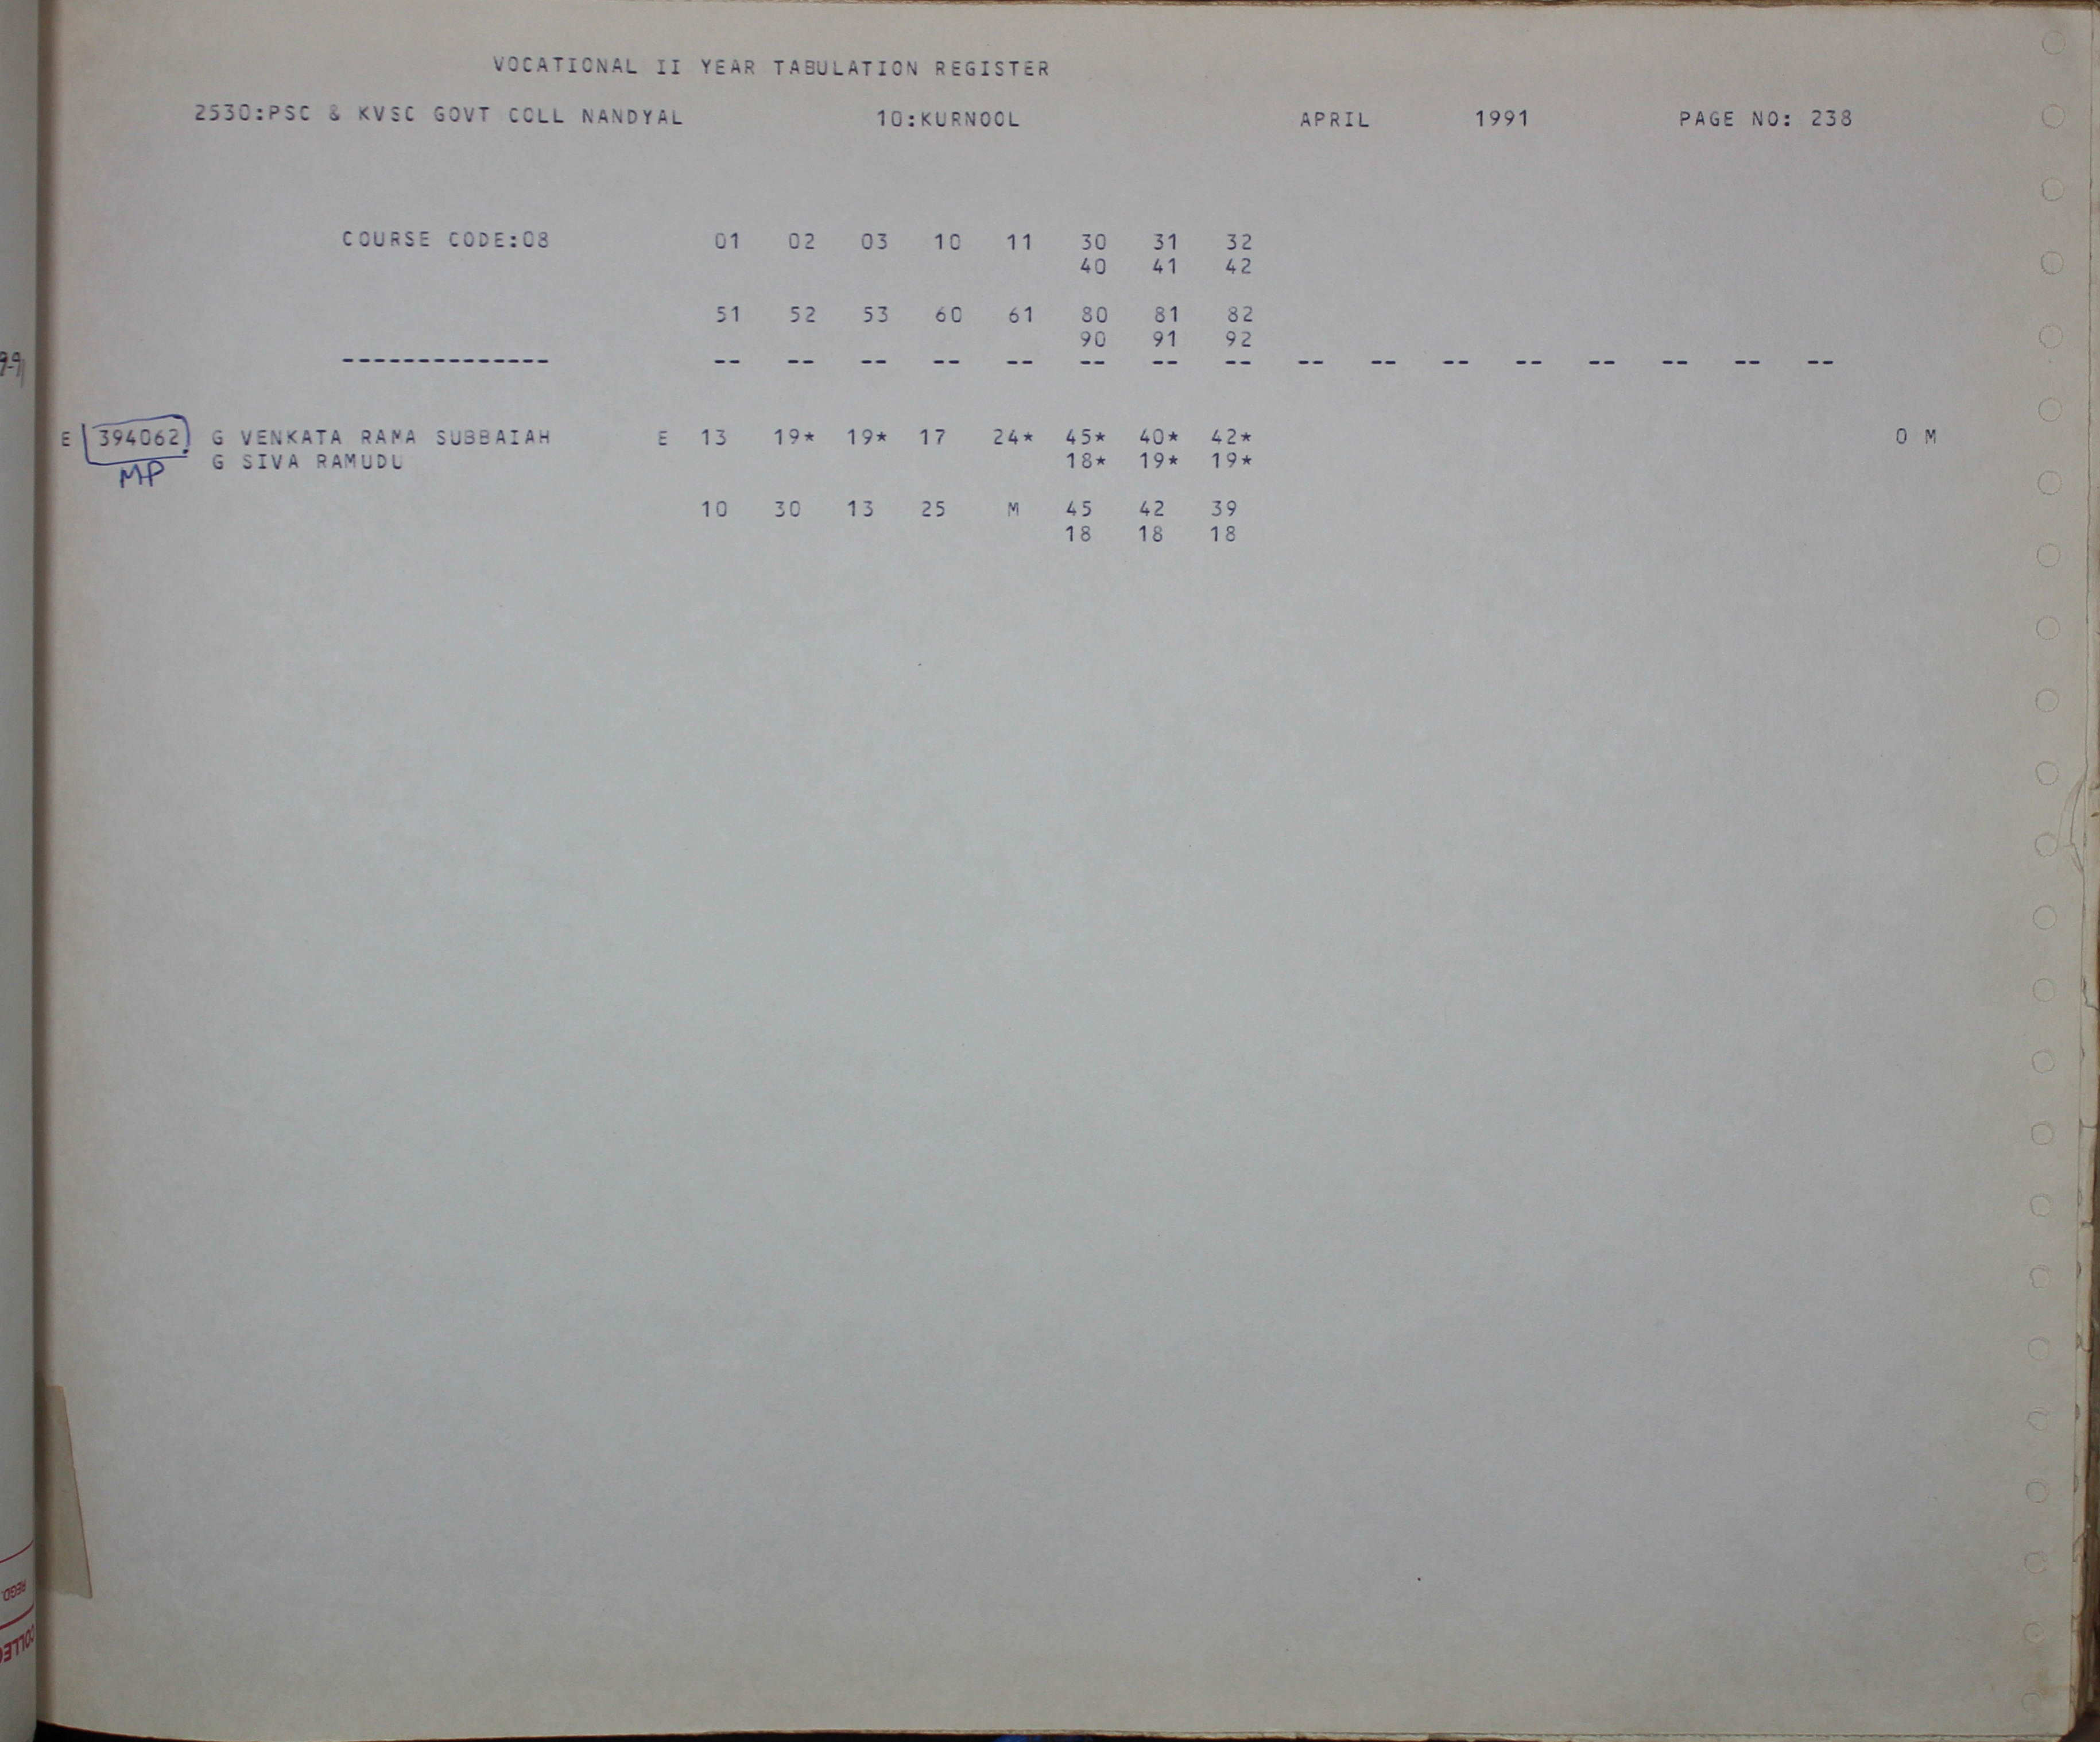 VOCATIONAL II YEAR TABULATION REGISTER
2530:PSC & KVSC GOVT COLL NANDYAL 10:KURNOOL APRIL 1991 PAGE NO: 238
COURSE CODE:08 01 02 03 10 11 30 31 32
40 41 42
51 52 53 60 61 80 81 82
90 91 92
-------------- -- -- -- -- -- -- -- -- -- -- -- -- -- -- -- --
E 394062 G VENKATA RAMA SUBBAIAH E 13 19* 19* 17 24* 45* 40* 42* 0 M
MP G SIVA RAMUDU 18* 19* 19*
10 30 13 25 M 45 42 39
18 18 18
REGD.